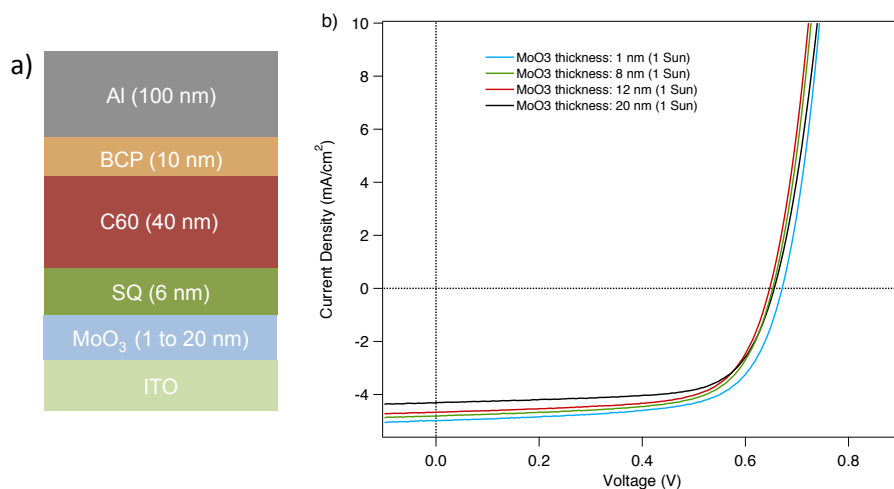 a)
Al (100 nm)
BCP (10 nm)
C60 (40 nm)
SQ (6 nm)
MoO₃ (1 to 20 nm)
ITO
b)
MoO3 thickness: 1 nm (1 Sun)
MoO3 thickness: 8 nm (1 Sun)
MoO3 thickness: 12 nm (1 Sun)
MoO3 thickness: 20 nm (1 Sun)
Current Density (mA/cm²)
10
8
6
4
2
0
-2
-4
0.0 0.2 0.4 0.6 0.8
Voltage (V)